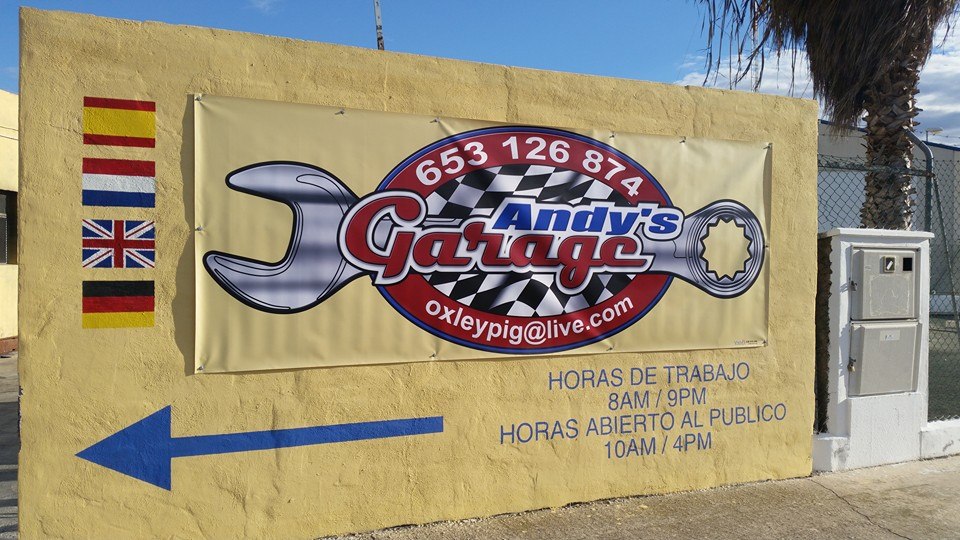 653 126 874
Andy's
Garage
oxleypig@live.com
HORAS DE TRABAJO
8AM / 9PM
HORAS ABIERTO AL PUBLICO
10AM / 4PM